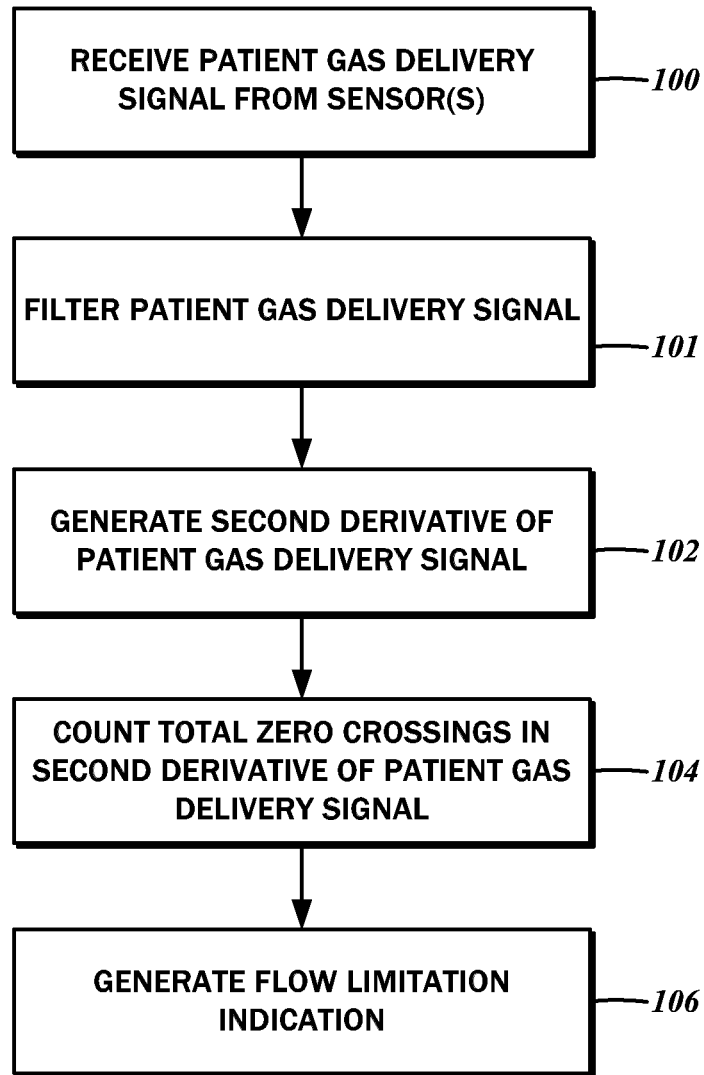 RECEIVE PATIENT GAS DELIVERY
SIGNAL FROM SENSOR(S)
100
FILTER PATIENT GAS DELIVERY SIGNAL
101
GENERATE SECOND DERIVATIVE OF
PATIENT GAS DELIVERY SIGNAL
102
COUNT TOTAL ZERO CROSSINGS IN
SECOND DERIVATIVE OF PATIENT GAS
DELIVERY SIGNAL
104
GENERATE FLOW LIMITATION
INDICATION
106